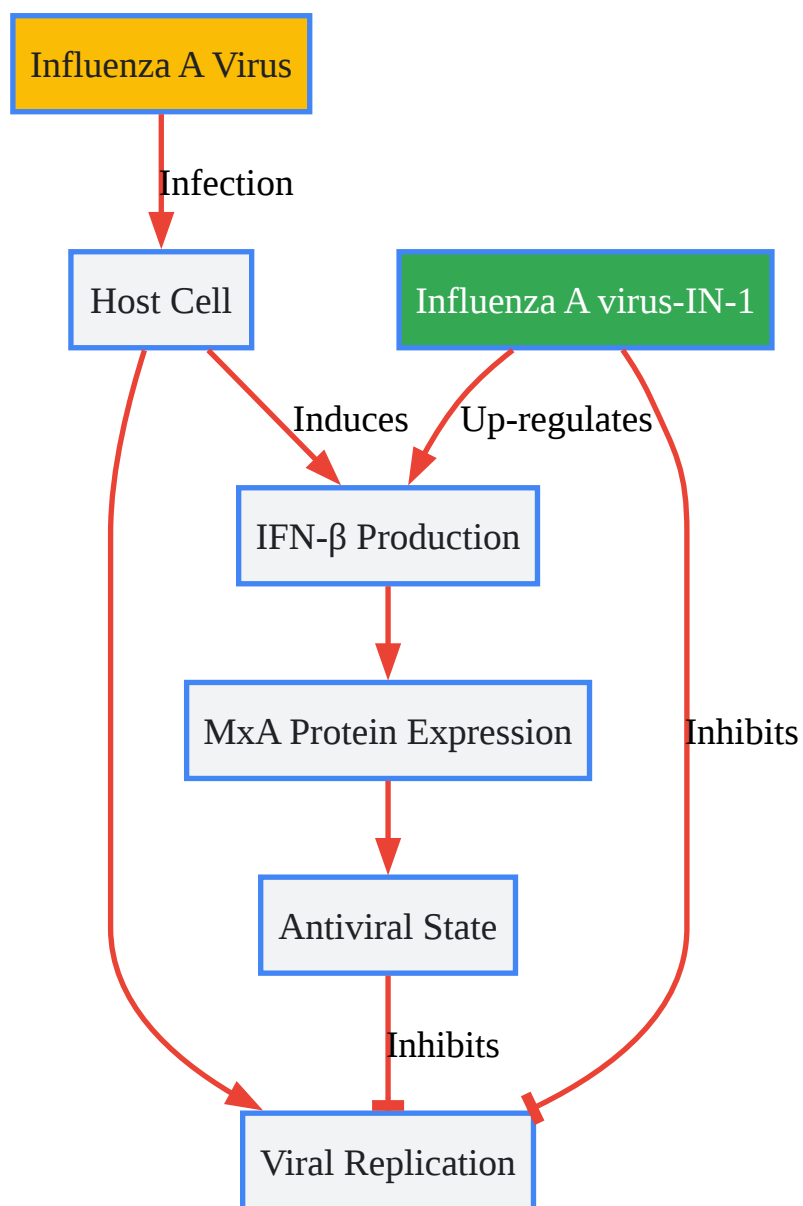 Influenza A Virus
Infection
Host Cell
Influenza A virus-IN-1
Induces
Up-regulates
IFN-β Production
MxA Protein Expression
Inhibits
Antiviral State
Inhibits
Viral Replication